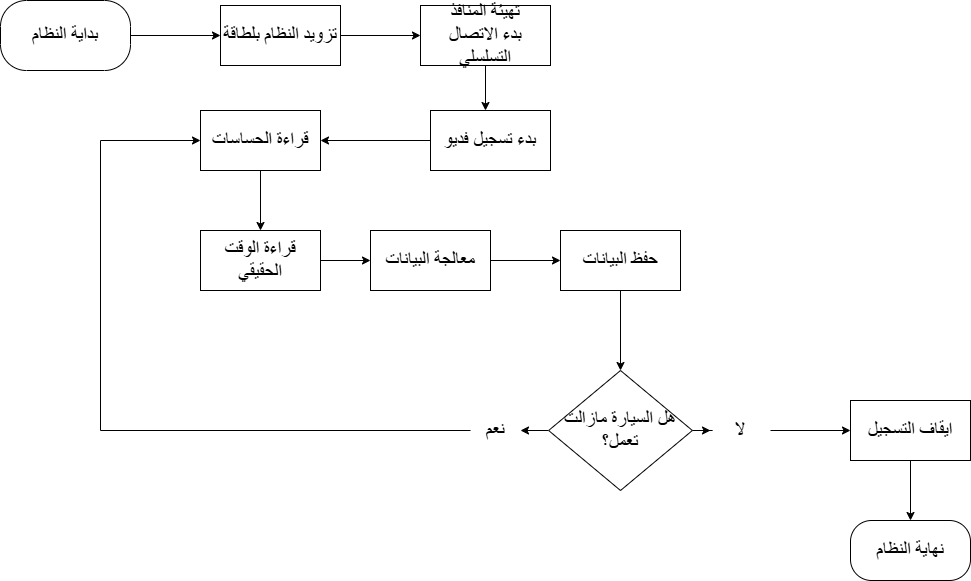 بداية النظام
تزويد النظام بلطاقة
تهيئة المنافذ
بدء الاتصال
التسلسلي
بدء تسجيل فديو
قراءة الحساسات
قراءة الوقت
الحقيقي
معالجة البيانات
حفظ البيانات
هل السيارة مازالت
تعمل؟
نعم
لا
ايقاف التسجيل
نهاية النظام